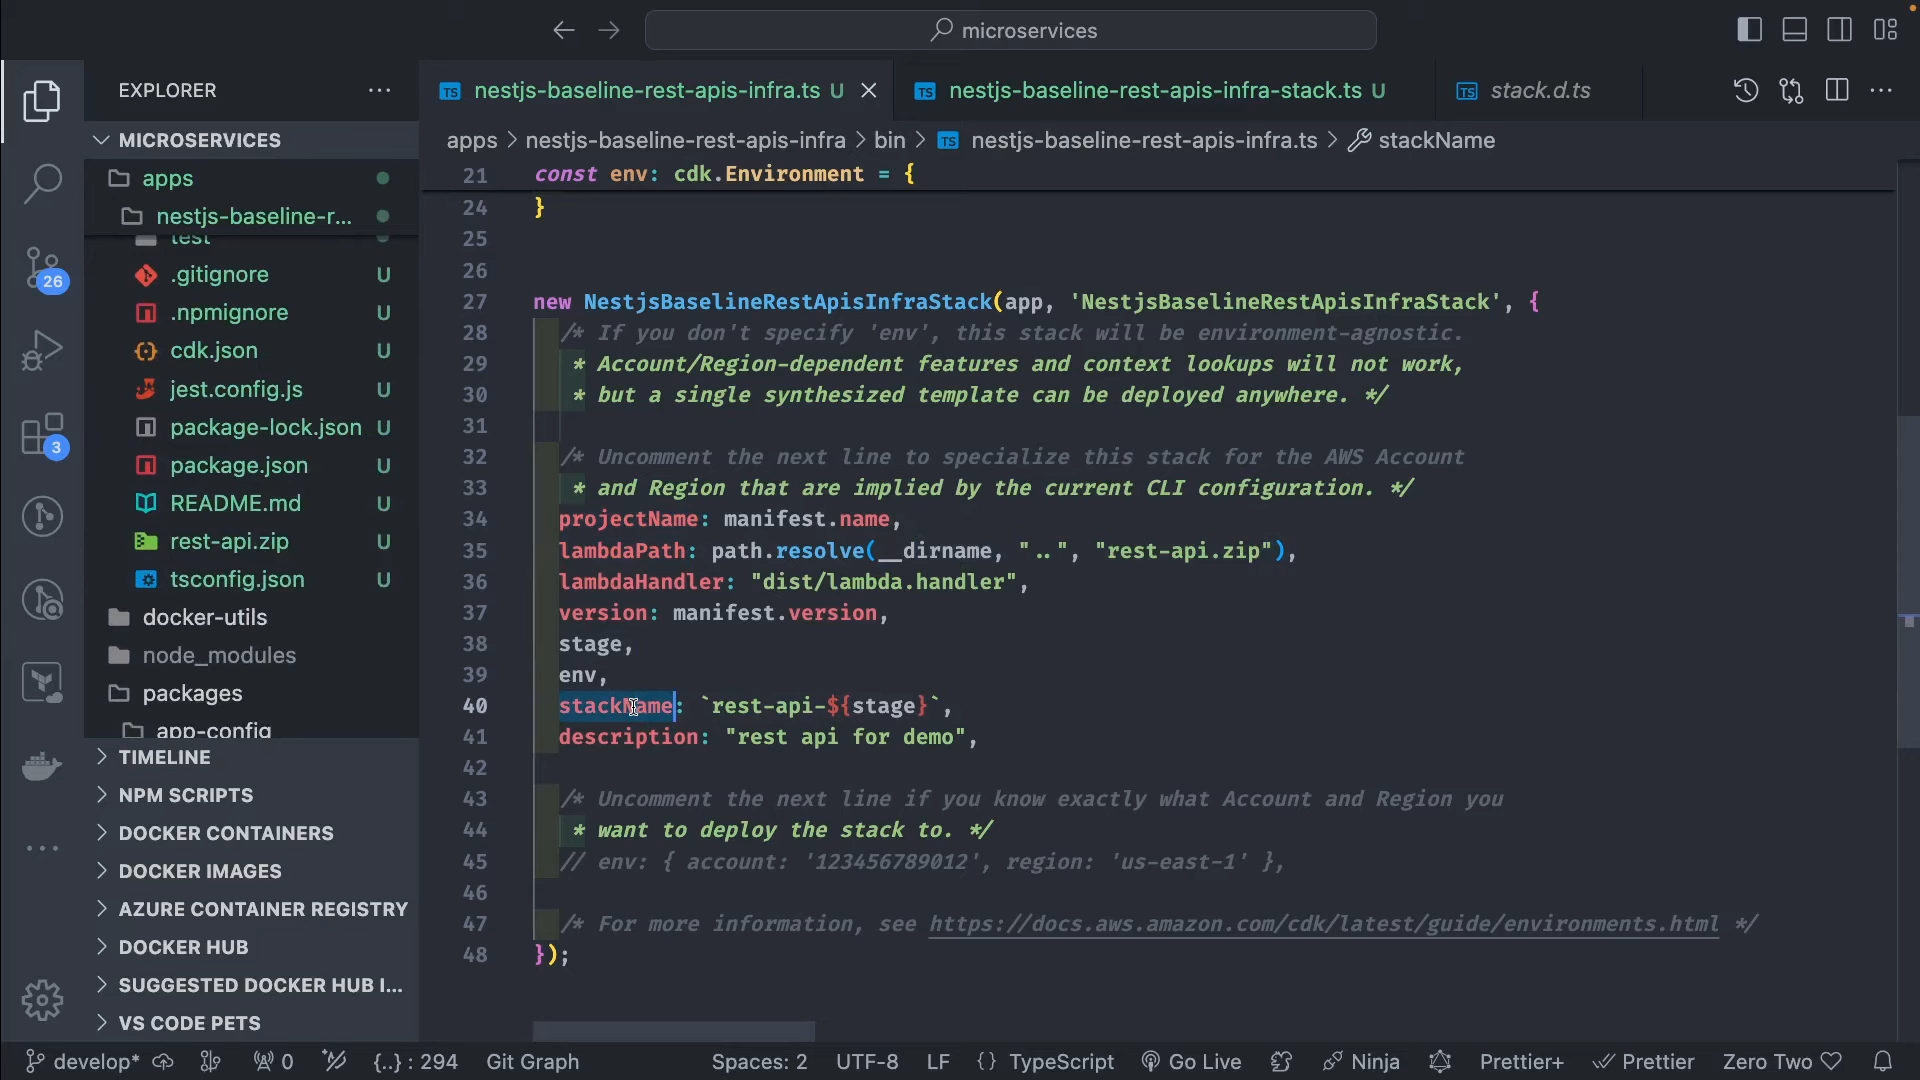 microservices
EXPLORER
MICROSERVICES
apps
nestjs-baseline-r...
test
.gitignore U
.npmignore U
cdk.json U
jest.config.js U
package-lock.json U
package.json U
README.md U
rest-api.zip U
tsconfig.json U
docker-utils
node_modules
packages
app-config
TIMELINE
NPM SCRIPTS
DOCKER CONTAINERS
DOCKER IMAGES
AZURE CONTAINER REGISTRY
DOCKER HUB
SUGGESTED DOCKER HUB I...
VS CODE PETS
26
3
TS nestjs-baseline-rest-apis-infra.ts U
TS nestjs-baseline-rest-apis-infra-stack.ts U
TS stack.d.ts
apps > nestjs-baseline-rest-apis-infra > bin > TS nestjs-baseline-rest-apis-infra.ts > stackName
21 const env: cdk.Environment = {
24 }
25
26
27 new NestjsBaselineRestApisInfraStack(app, 'NestjsBaselineRestApisInfraStack', {
28 /* If you don't specify 'env', this stack will be environment-agnostic.
29 * Account/Region-dependent features and context lookups will not work,
30 * but a single synthesized template can be deployed anywhere. */
31
32 /* Uncomment the next line to specialize this stack for the AWS Account
33 * and Region that are implied by the current CLI configuration. */
34 projectName: manifest.name,
35 lambdaPath: path.resolve(__dirname, "..", "rest-api.zip"),
36 lambdaHandler: "dist/lambda.handler",
37 version: manifest.version,
38 stage,
39 env,
40 stackName: `rest-api-${stage}`,
41 description: "rest api for demo",
42
43 /* Uncomment the next line if you know exactly what Account and Region you
44 * want to deploy the stack to. */
45 // env: { account: '123456789012', region: 'us-east-1' },
46
47 /* For more information, see https://docs.aws.amazon.com/cdk/latest/guide/environments.html */
48 });
develop* 0 {..} : 294 Git Graph Spaces: 2 UTF-8 LF {} TypeScript Go Live Ninja Prettier+ Prettier Zero Two